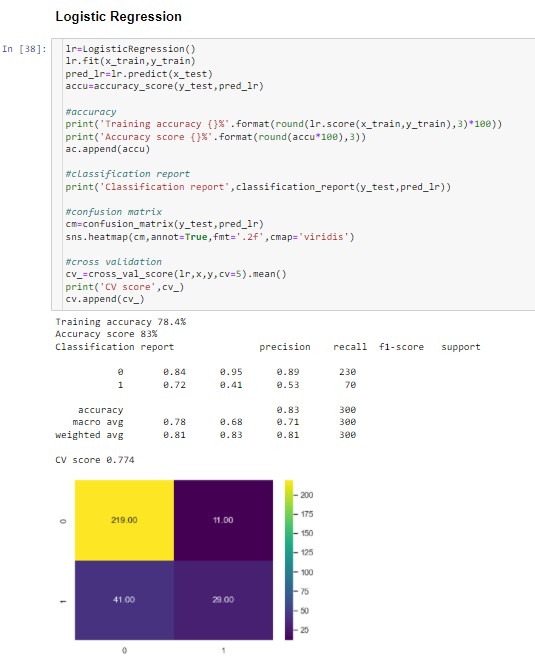 Logistic Regression
In [38]: lr=LogisticRegression()
lr.fit(x_train,y_train)
pred_lr=lr.predict(x_test)
accu=accuracy_score(y_test,pred_lr)
#accuracy
print('Training accuracy {}%'.format(round(lr.score(x_train,y_train),3)*100))
print('Accuracy score {}%'.format(round(accu*100),3))
ac.append(accu)
#classification report
print('Classification report',classification_report(y_test,pred_lr))
#confusion matrix
cm=confusion_matrix(y_test,pred_lr)
sns.heatmap(cm,annot=True,fmt='.2f',cmap='viridis')
#cross validation
cv_=cross_val_score(lr,x,y,cv=5).mean()
print('CV score',cv_)
cv.append(cv_)
Training accuracy 78.4%
Accuracy score 83%
Classification report precision recall f1-score support
0 0.84 0.95 0.89 230
1 0.72 0.41 0.53 70
accuracy 0.83 300
macro avg 0.78 0.68 0.71 300
weighted avg 0.81 0.83 0.81 300
CV score 0.774
0 219.00 11.00
1 41.00 29.00
0 1
200
175
150
125
100
75
50
25